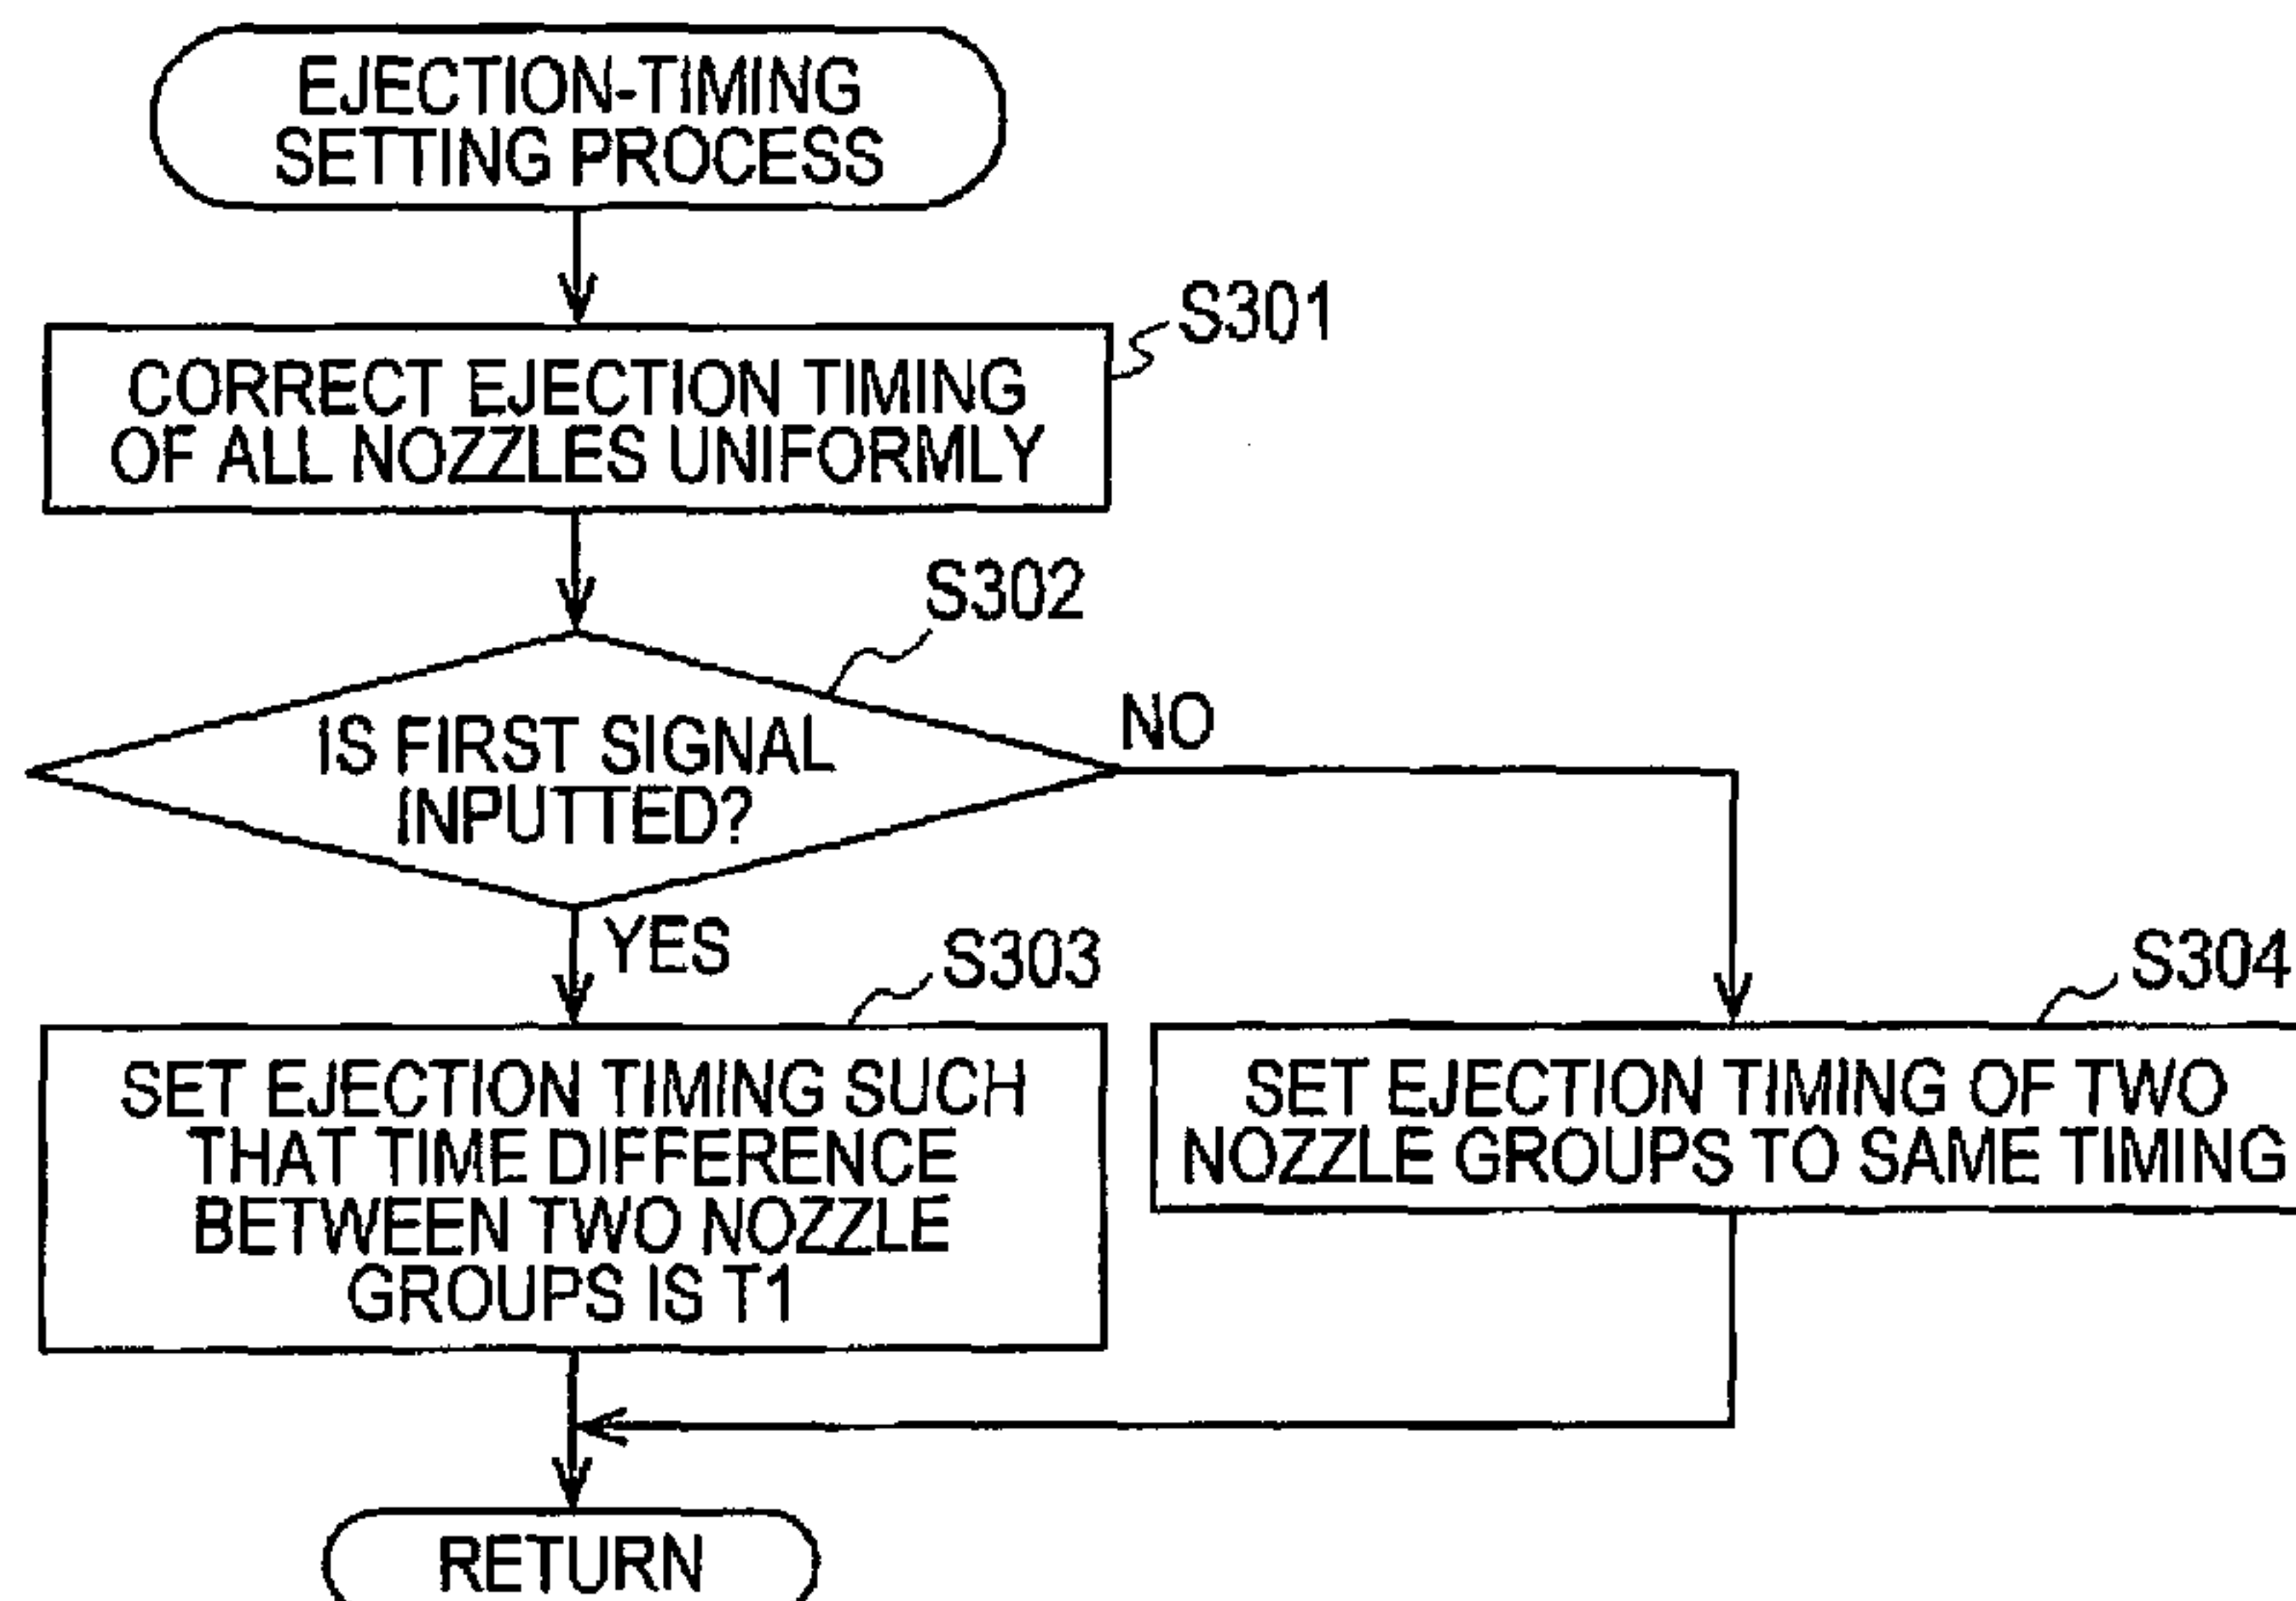 EJECTION-TIMING
SETTING PROCESS
S301
CORRECT EJECTION TIMING
OF ALL NOZZLES UNIFORMLY
S302
IS FIRST SIGNAL
INPUTTED?
NO
YES
S303
SET EJECTION TIMING SUCH
THAT TIME DIFFERENCE
BETWEEN TWO NOZZLE
GROUPS IS T1
S304
SET EJECTION TIMING OF TWO
NOZZLE GROUPS TO SAME TIMING
RETURN